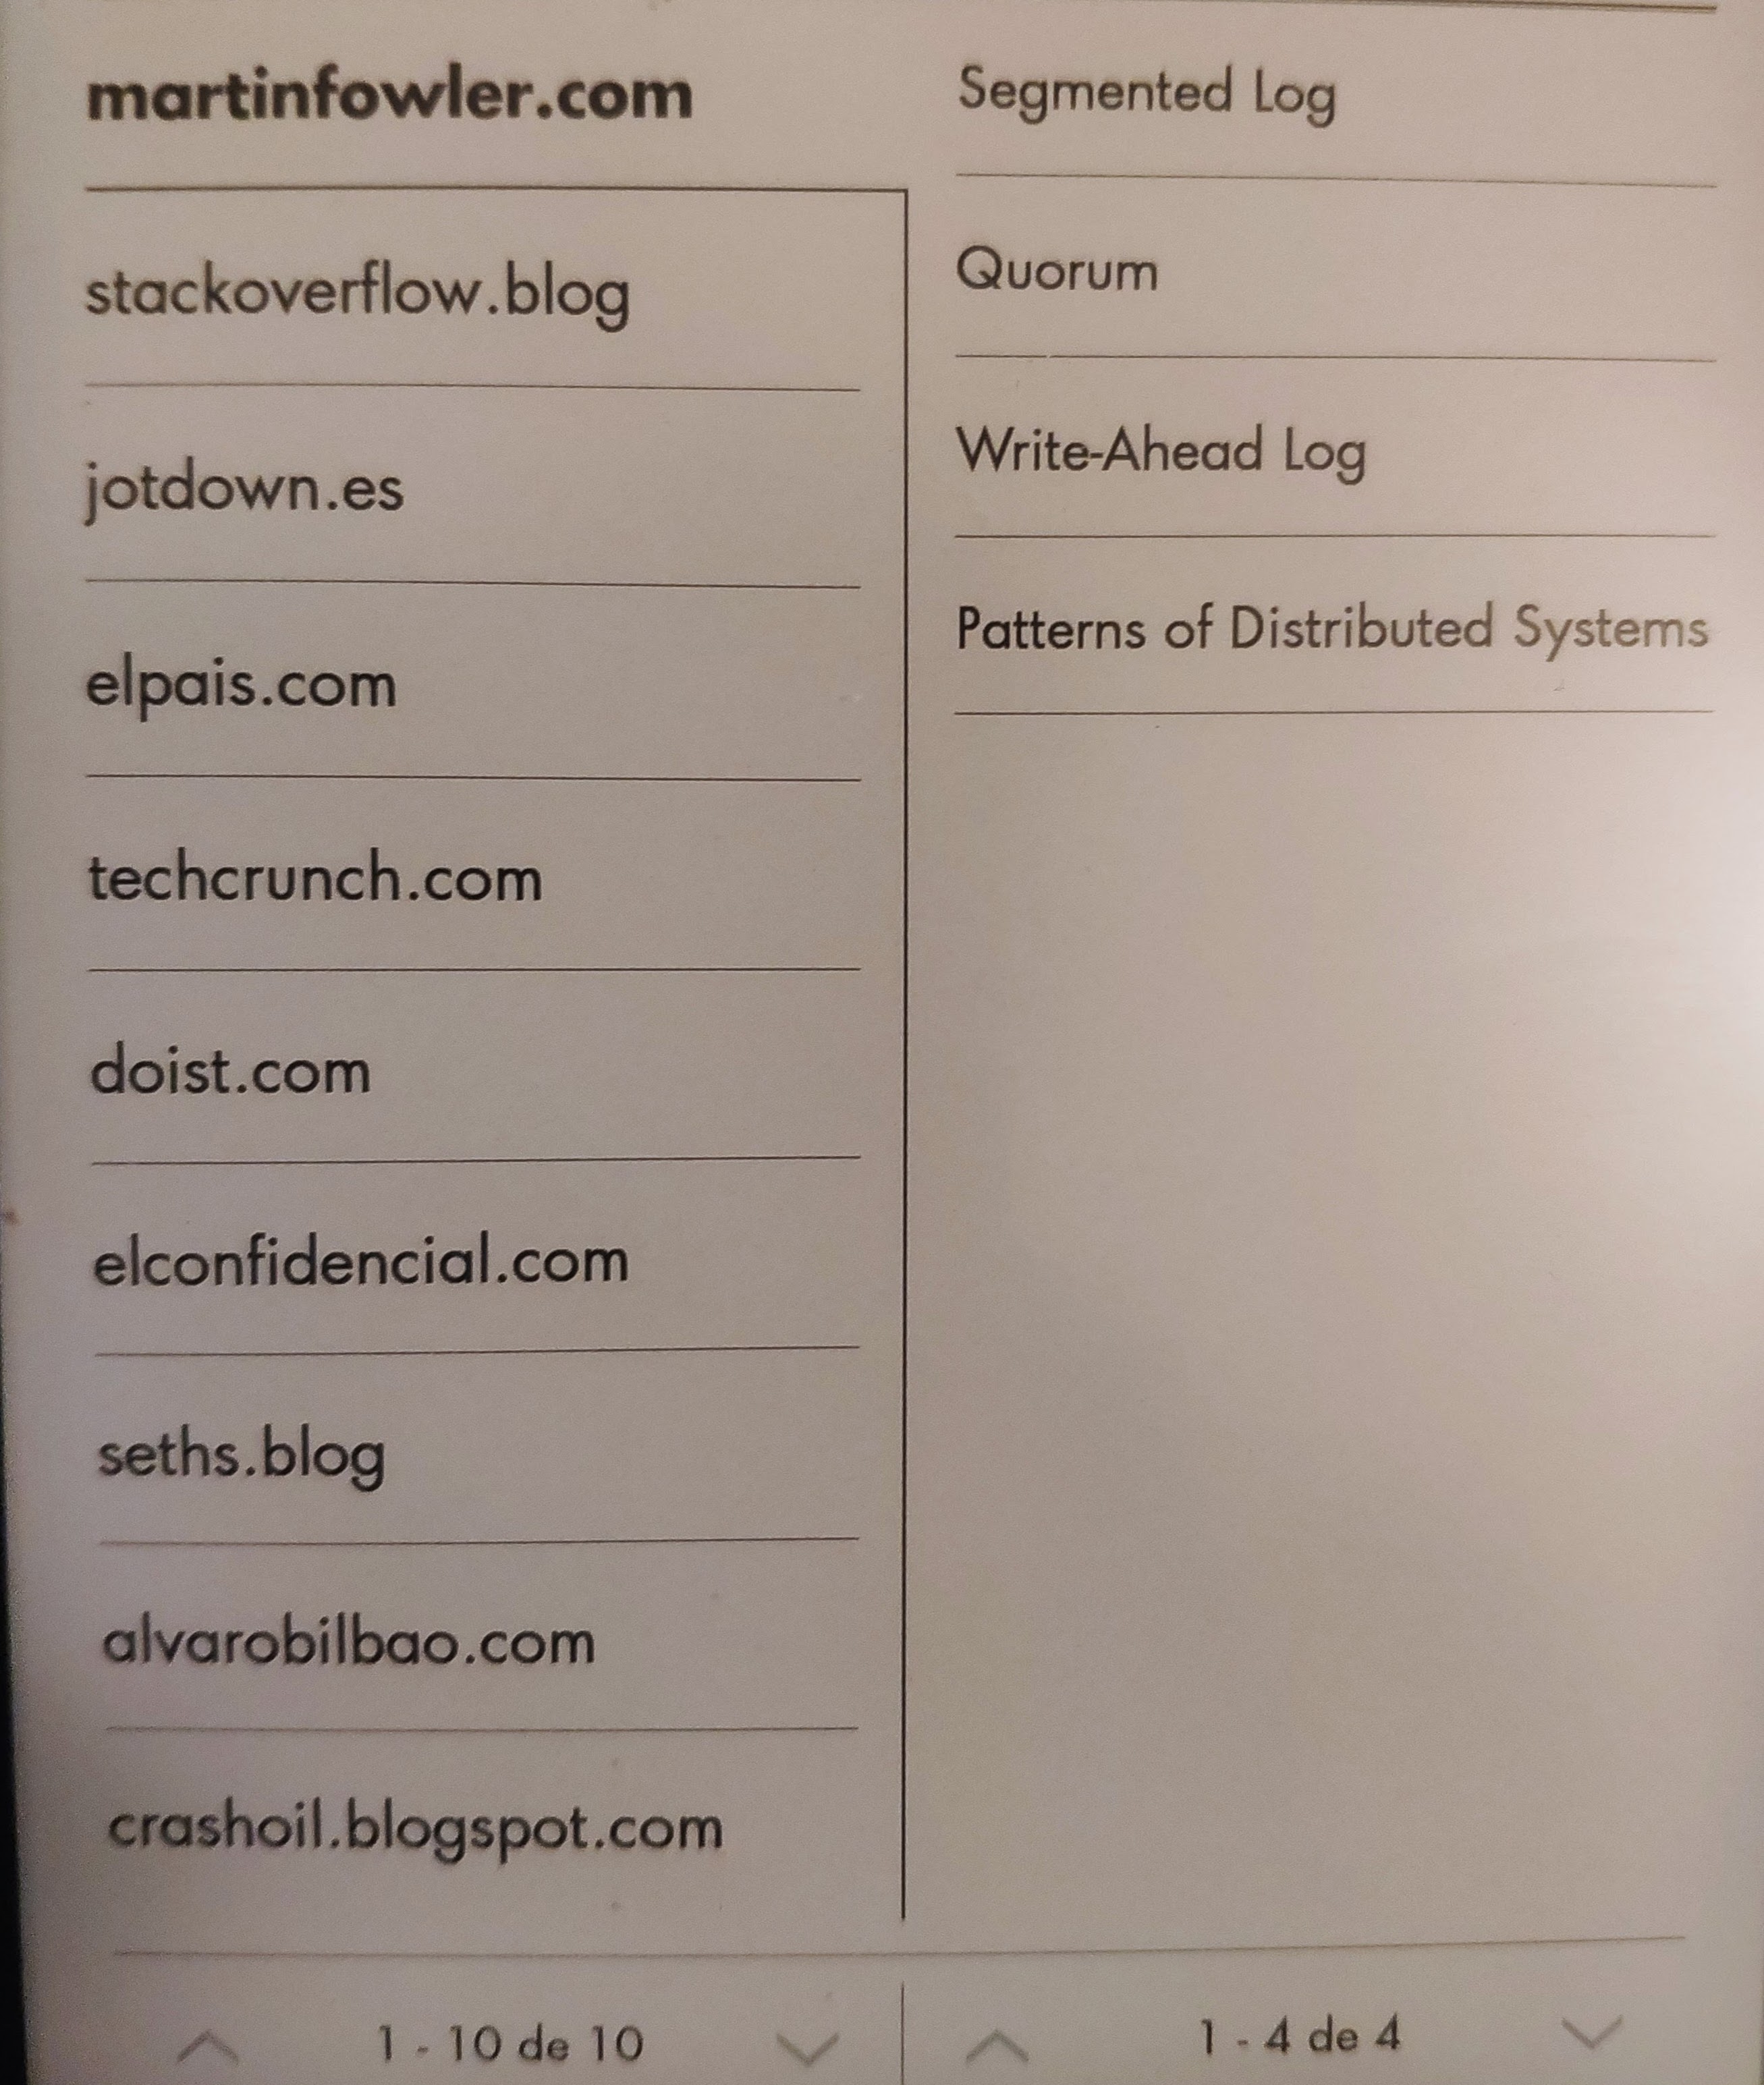 martinfowler.com
stackoverflow.blog
jotdown.es
elpais.com
techcrunch.com
doist.com
elconfidencial.com
seths.blog
alvarobilbao.com
crashoil.blogspot.com
1 - 10 de 10
Segmented Log
Quorum
Write-Ahead Log
Patterns of Distributed Systems
1 - 4 de 4